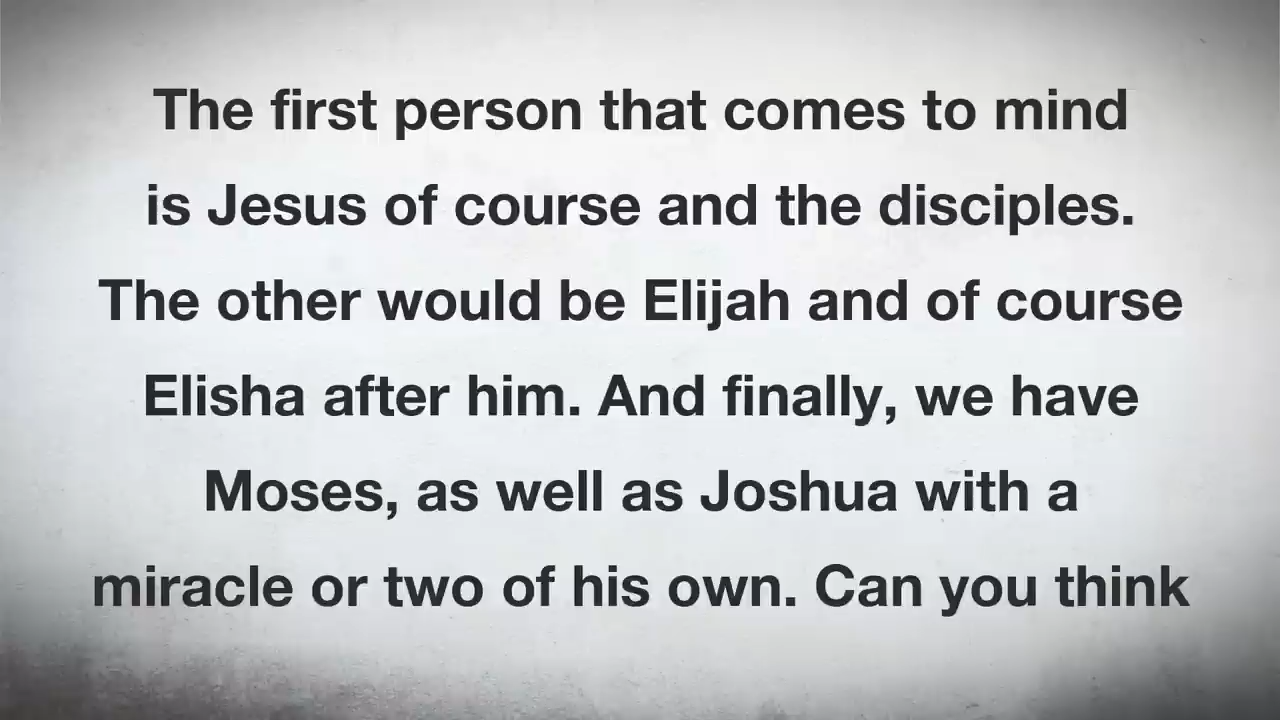 The first person that comes to mind
is Jesus of course and the disciples.
The other would be Elijah and of course
Elisha after him. And finally, we have
Moses, as well as Joshua with a
miracle or two of his own. Can you think